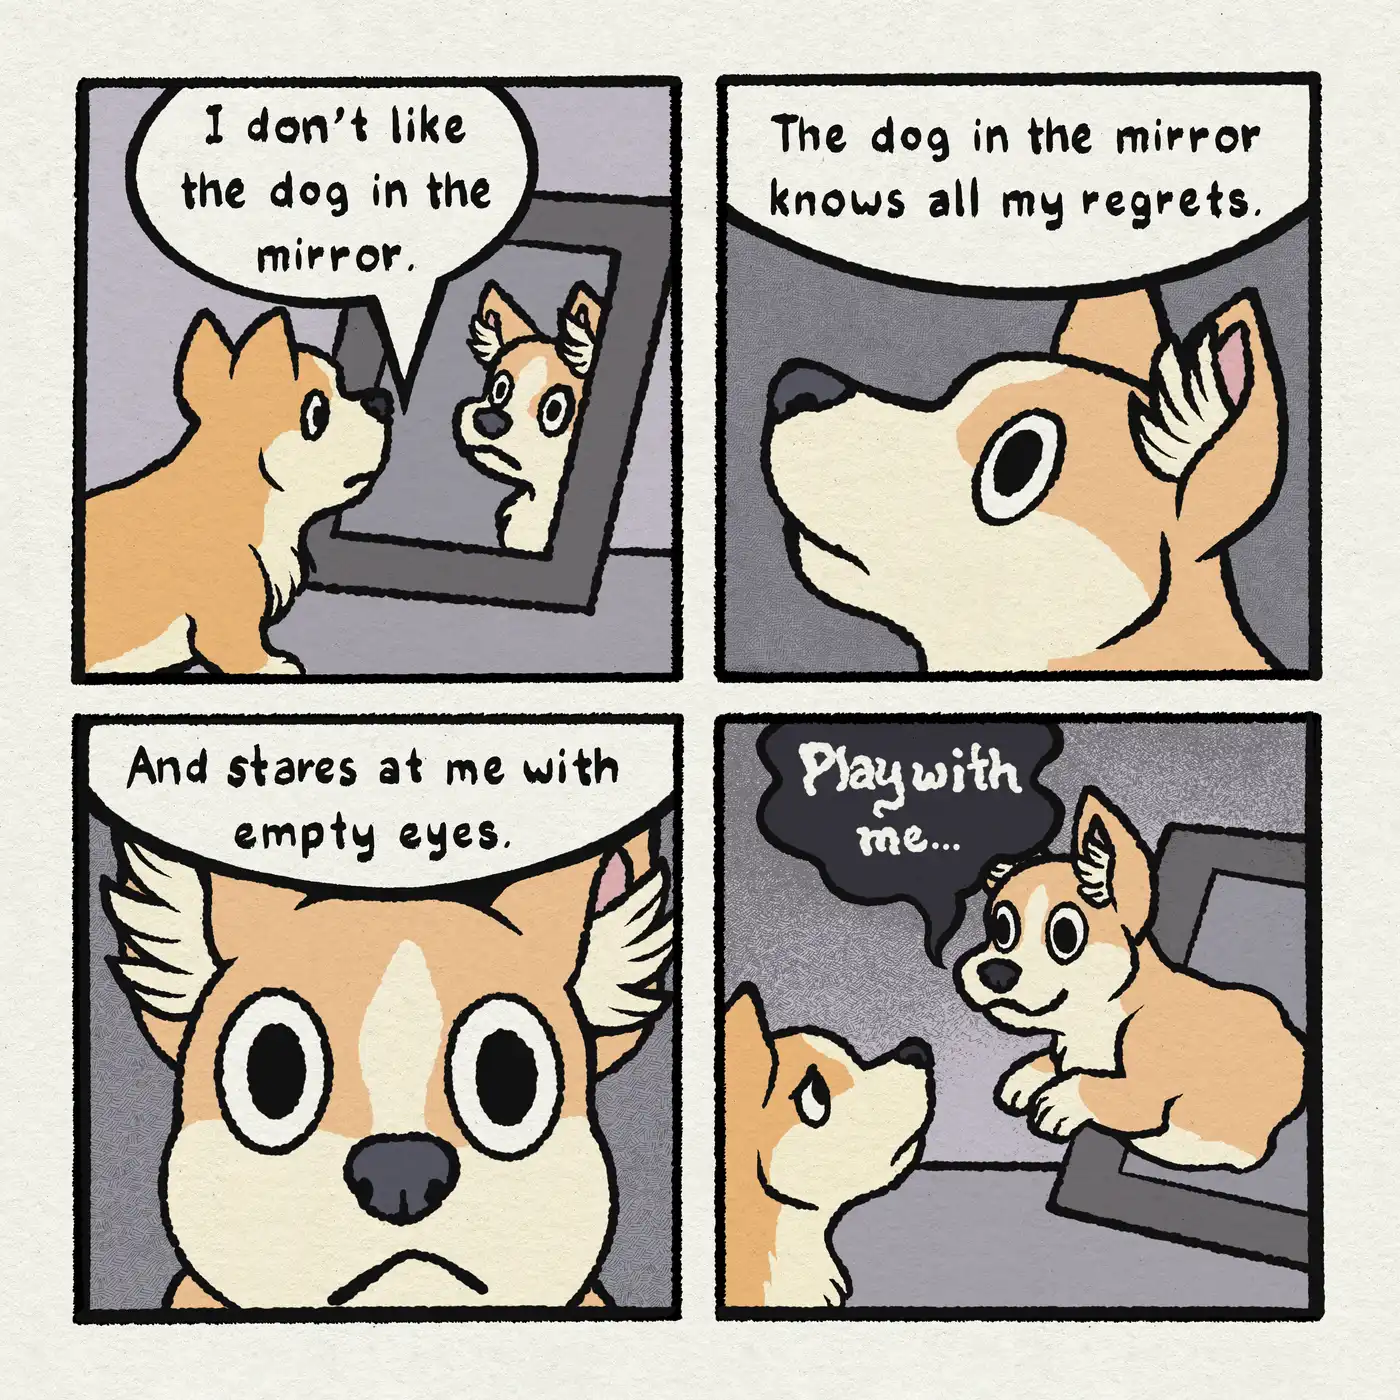 I don't like
the dog in the
mirror.
The dog in the mirror
knows all my regrets.
And stares at me with
empty eyes.
Play with
me...